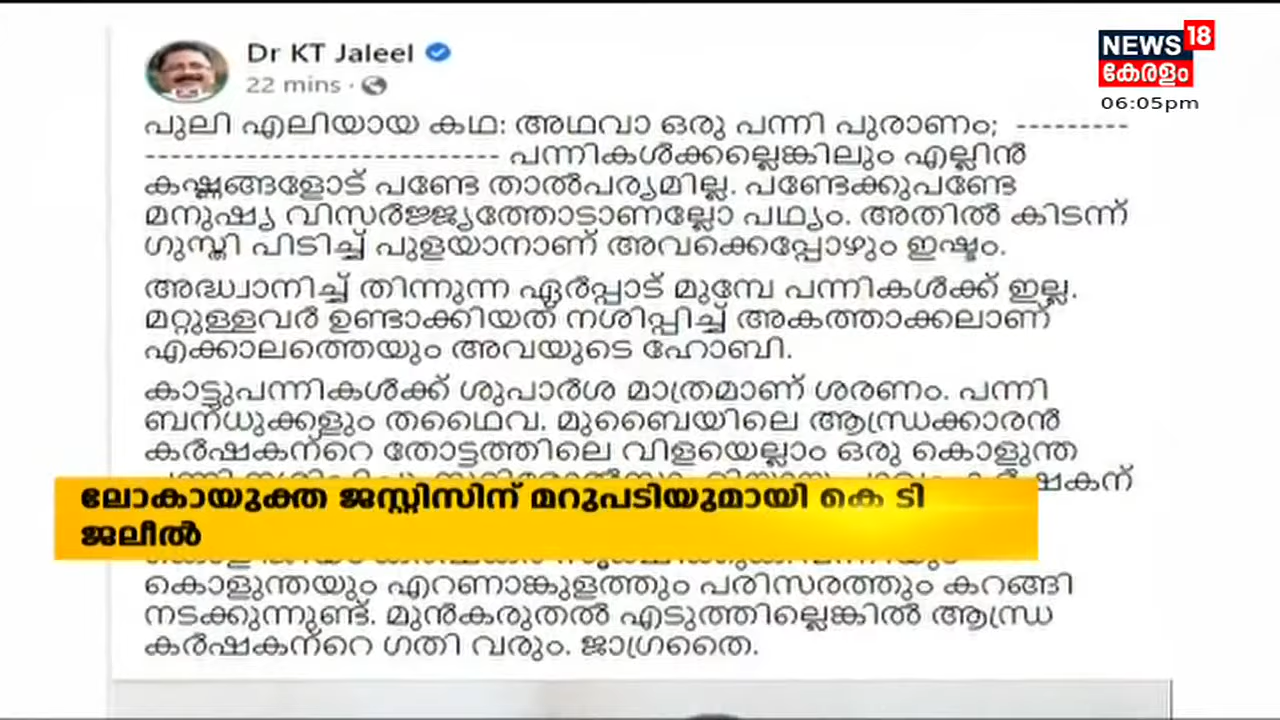 Dr KT Jaleel
22 mins ·
NEWS 18
കേരളം
06:05pm
പുലി എലിയായ കഥ: അഥവാ ഒരു പന്നി പുരാണം; ---------
---------------------------- പന്നികൾക്കല്ലെങ്കിലും എല്ലിൻ
കഷ്ണങ്ങളോട് പണ്ടേ താൽപര്യമില്ല. പണ്ടേക്കുപണ്ടേ
മനുഷ്യ വിസർജ്ജ്യത്തോടാണല്ലോ പഥ്യം. അതിൽ കിടന്ന്
ഗുസ്തി പിടിച്ച് പുളയാനാണ് അവക്കെപ്പോഴും ഇഷ്ടം.
അദ്ധ്വാനിച്ച് തിന്നുന്ന ഏർപ്പാട് മുമ്പേ പന്നികൾക്ക് ഇല്ല.
മറ്റുള്ളവർ ഉണ്ടാക്കിയത് നശിപ്പിച്ച് അകത്താക്കലാണ്
എക്കാലത്തെയും അവയുടെ ഹോബി.
കാട്ടുപന്നികൾക്ക് ശുപാർശ മാത്രമാണ് ശരണം. പന്നി
ബന്ധുക്കളും തഥൈവ. മുബൈയിലെ ആന്ധ്രക്കാരൻ
കർഷകന്റെ തോട്ടത്തിലെ വിളയെല്ലാം ഒരു കൊളുന്ത
ലോകായുക്ത ജസ്റ്റിസിന് മറുപടിയുമായി കെ ടി
ജലീൽ
കൊളുന്തയും എറണാങ്കുളത്തും പരിസരത്തും കറങ്ങി
നടക്കുന്നുണ്ട്. മുൻകരുതൽ എടുത്തില്ലെങ്കിൽ ആന്ധ്ര
കർഷകന്റെ ഗതി വരും. ജാഗ്രതൈ.